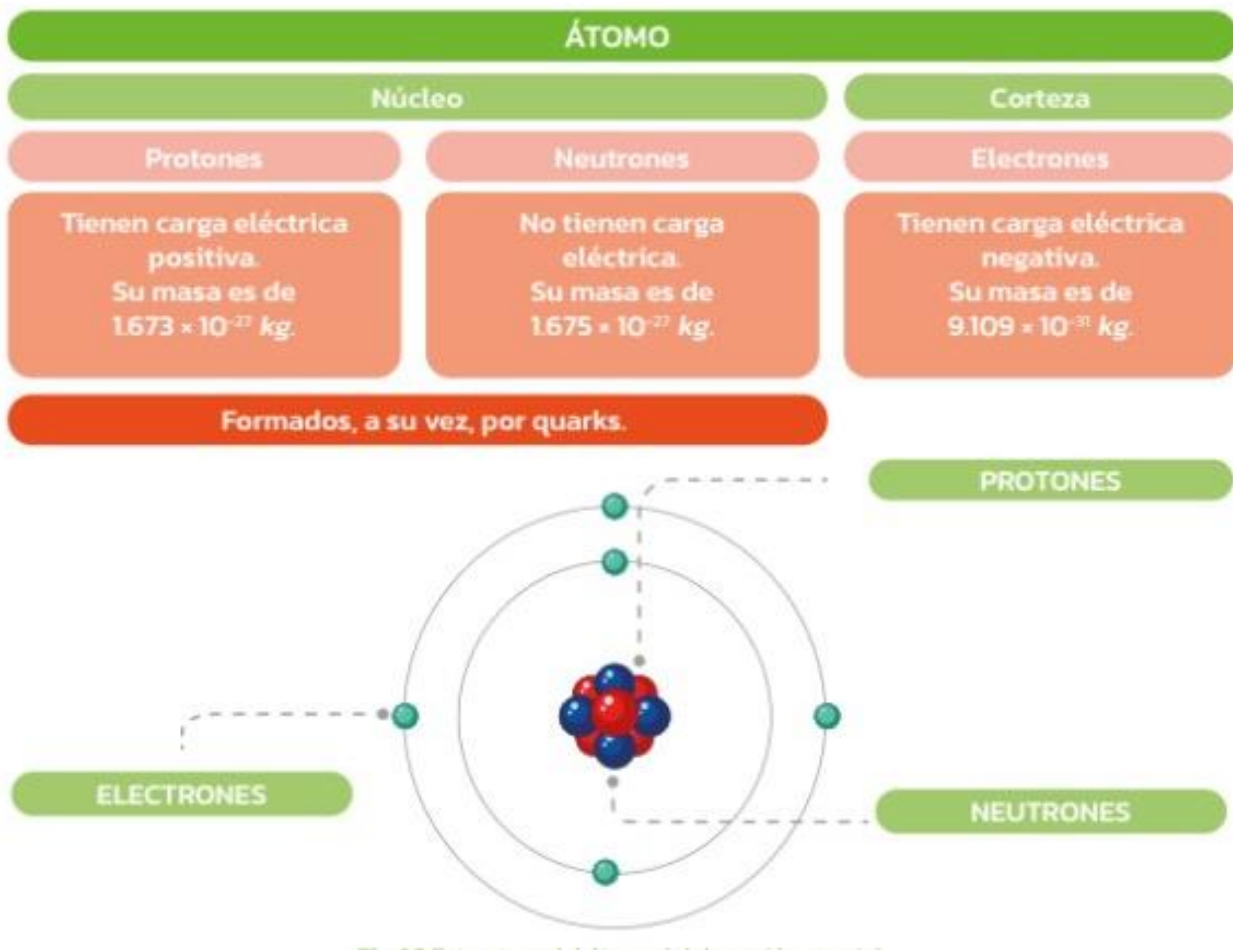 ÁTOMO
Núcleo
Corteza
Protones
Neutrones
Electrones
Tienen carga eléctrica
positiva.
Su masa es de
1.673 × 10⁻²⁷ kg.
No tienen carga
eléctrica.
Su masa es de
1.675 × 10⁻²⁷ kg.
Tienen carga eléctrica
negativa.
Su masa es de
9.109 × 10⁻³¹ kg.
Formados, a su vez, por quarks.
PROTONES
ELECTRONES
NEUTRONES